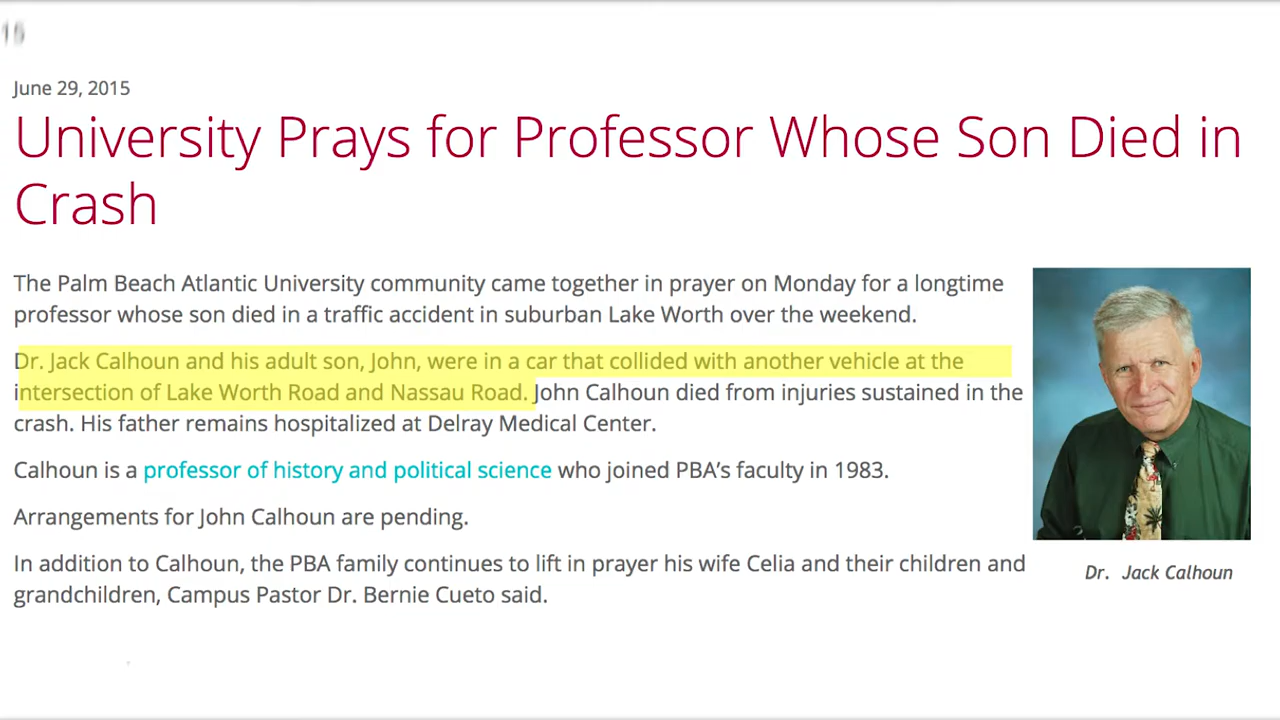 June 29, 2015
University Prays for Professor Whose Son Died in
Crash
The Palm Beach Atlantic University community came together in prayer on Monday for a longtime
professor whose son died in a traffic accident in suburban Lake Worth over the weekend.
Dr. Jack Calhoun and his adult son, John, were in a car that collided with another vehicle at the
intersection of Lake Worth Road and Nassau Road. John Calhoun died from injuries sustained in the
crash. His father remains hospitalized at Delray Medical Center.
Calhoun is a professor of history and political science who joined PBA’s faculty in 1983.
Arrangements for John Calhoun are pending.
In addition to Calhoun, the PBA family continues to lift in prayer his wife Celia and their children and
grandchildren, Campus Pastor Dr. Bernie Cueto said.
Dr. Jack Calhoun